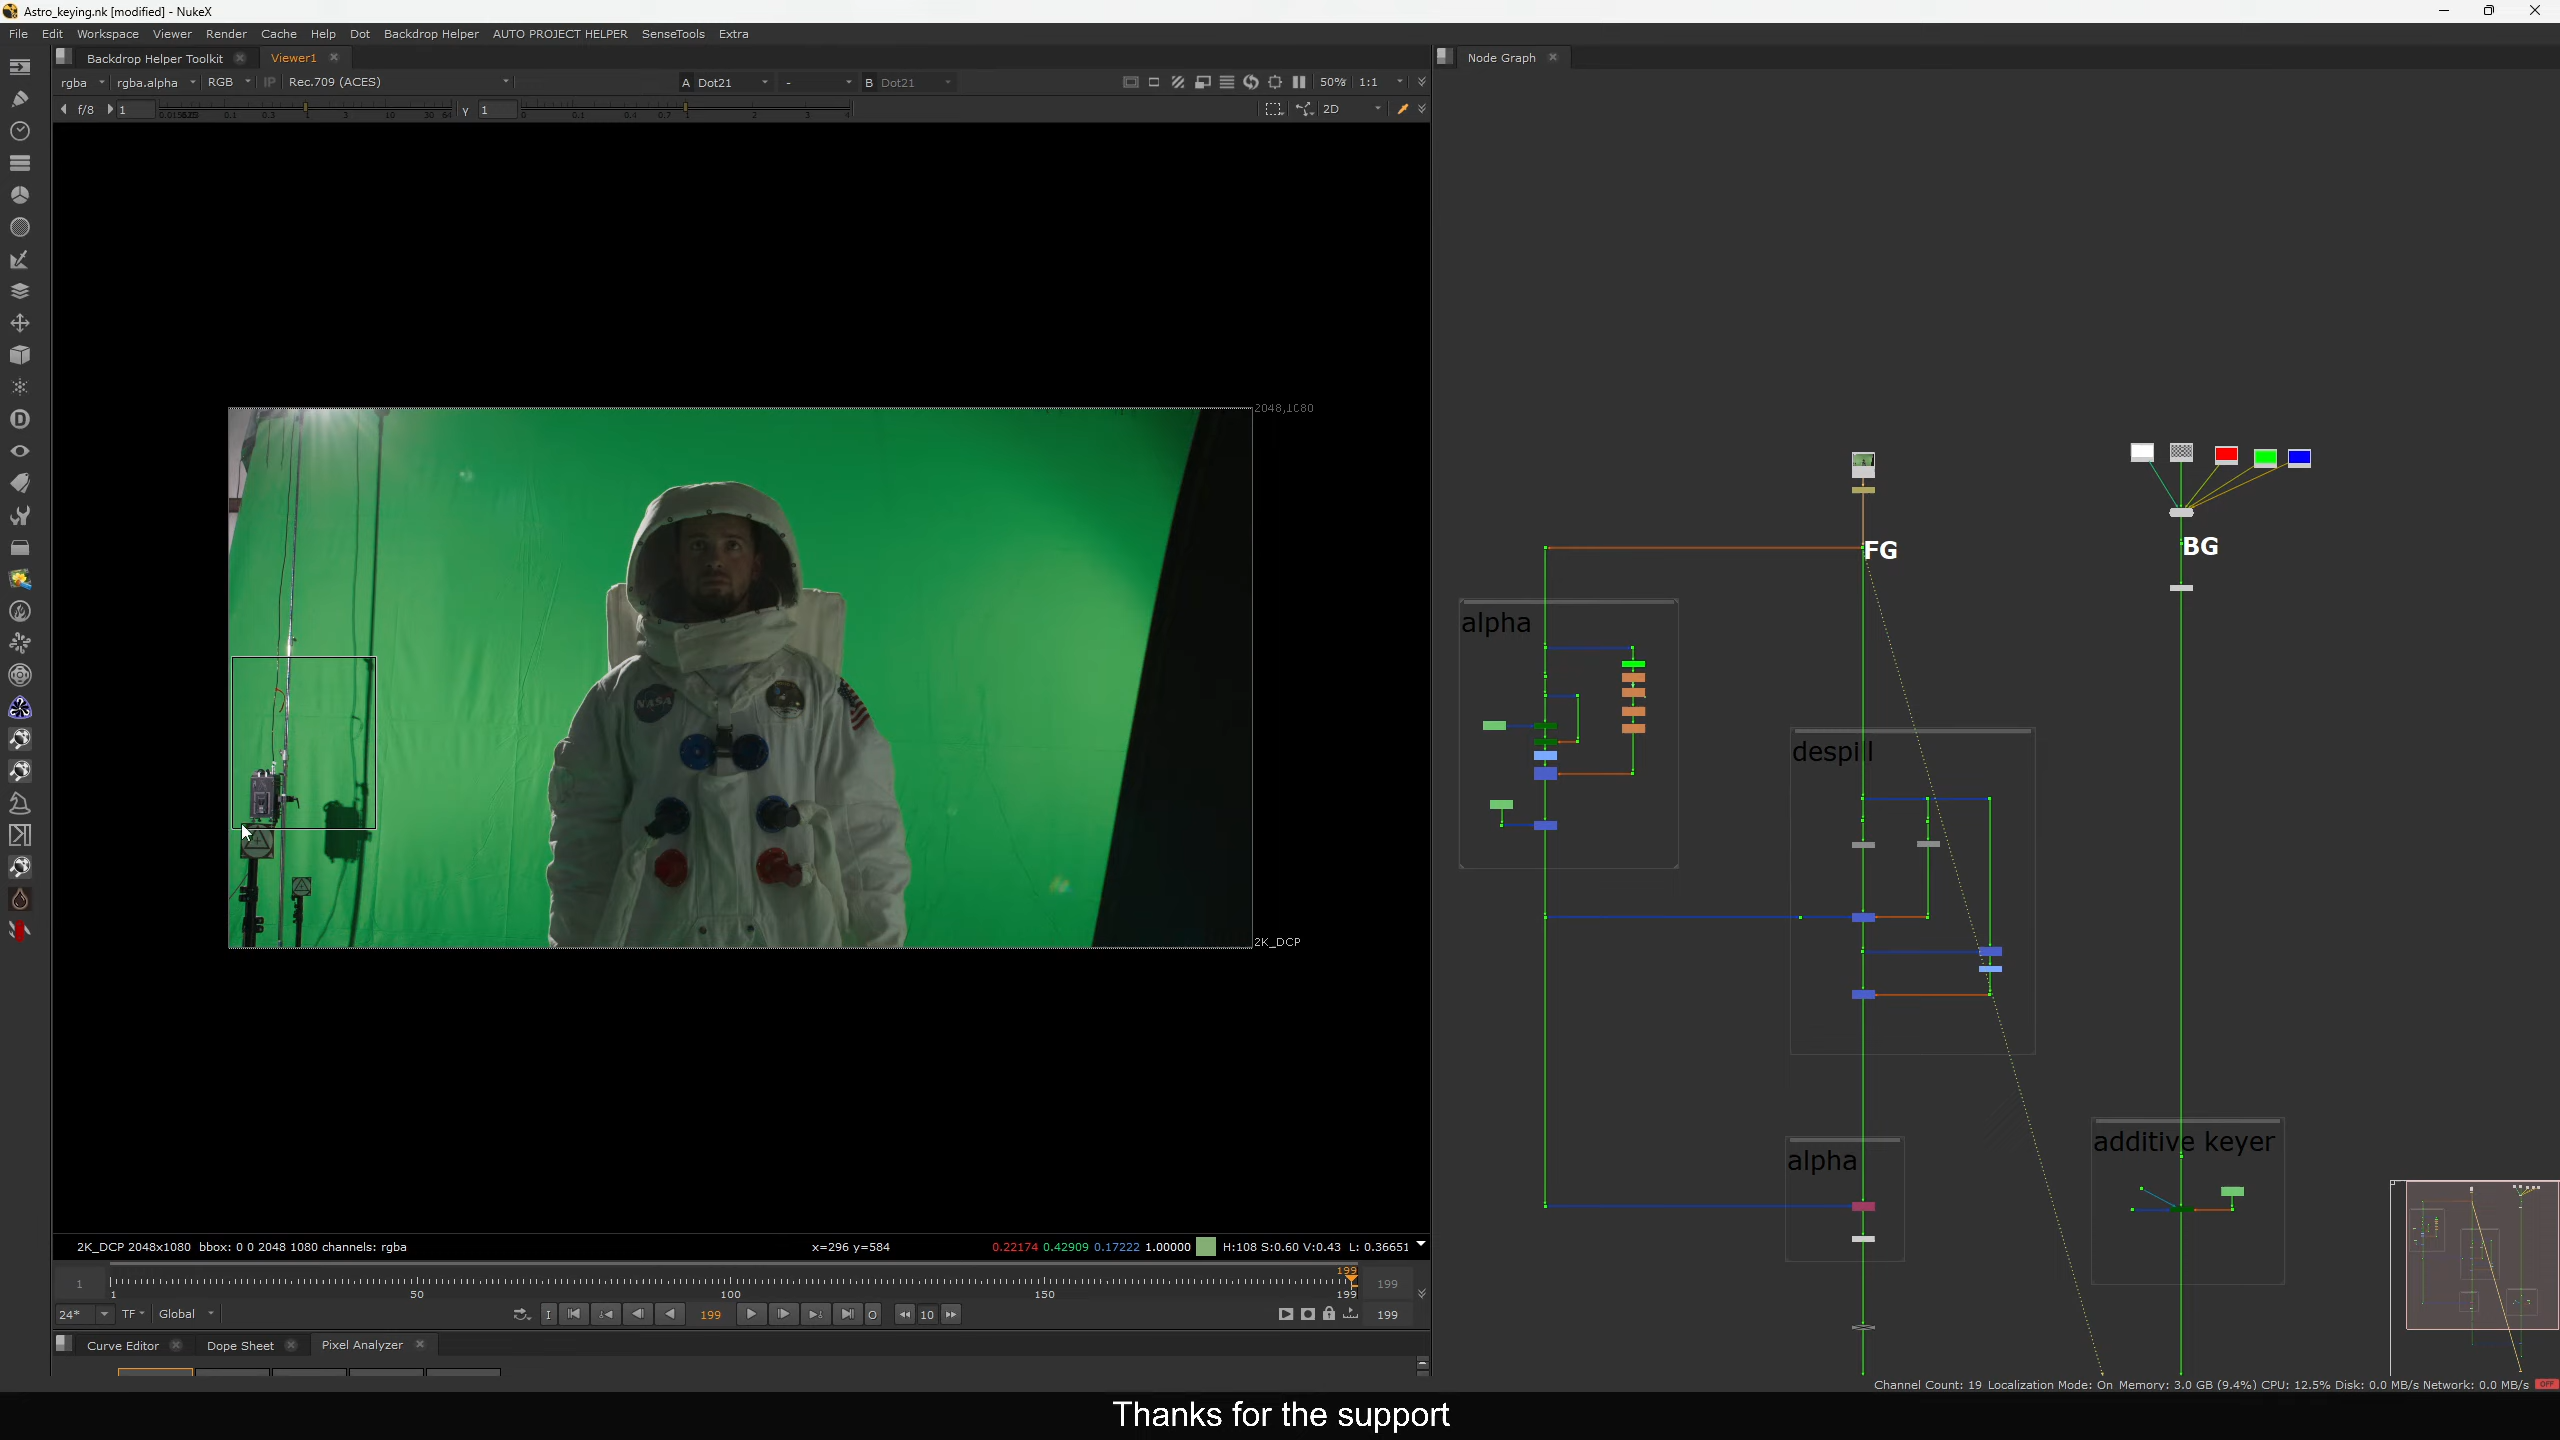 Astro_keying.nk [modified] - NukeX
File Edit Workspace Viewer Render Cache Help Dot Backdrop Helper AUTO PROJECT HELPER SenseTools Extra
Backdrop Helper Toolkit Viewer1
Node Graph
rgba rgba.alpha RGB IP Rec.709 (ACES) A Dot21 - B Dot21 50% 1:1
f/8 1 Y 1 2D
2048,1080
NASA
FG
BG
alpha
despill
2K_DCP
additive keyer
alpha
2K_DCP 2048x1080 bbox: 0 0 2048 1080 channels: rgba x=296 y=584 0.22174 0.42909 0.17222 1.00000 H:108 S:0.60 V:0.43 L: 0.36651
199
1 199
1 50 100 150 199
24* TF Global I 199 O 10 199
Curve Editor Dope Sheet Pixel Analyzer
Channel Count: 19 Localization Mode: On Memory: 3.0 GB (9.4%) CPU: 12.5% Disk: 0.0 MB/s Network: 0.0 MB/s OFF
Thanks for the support